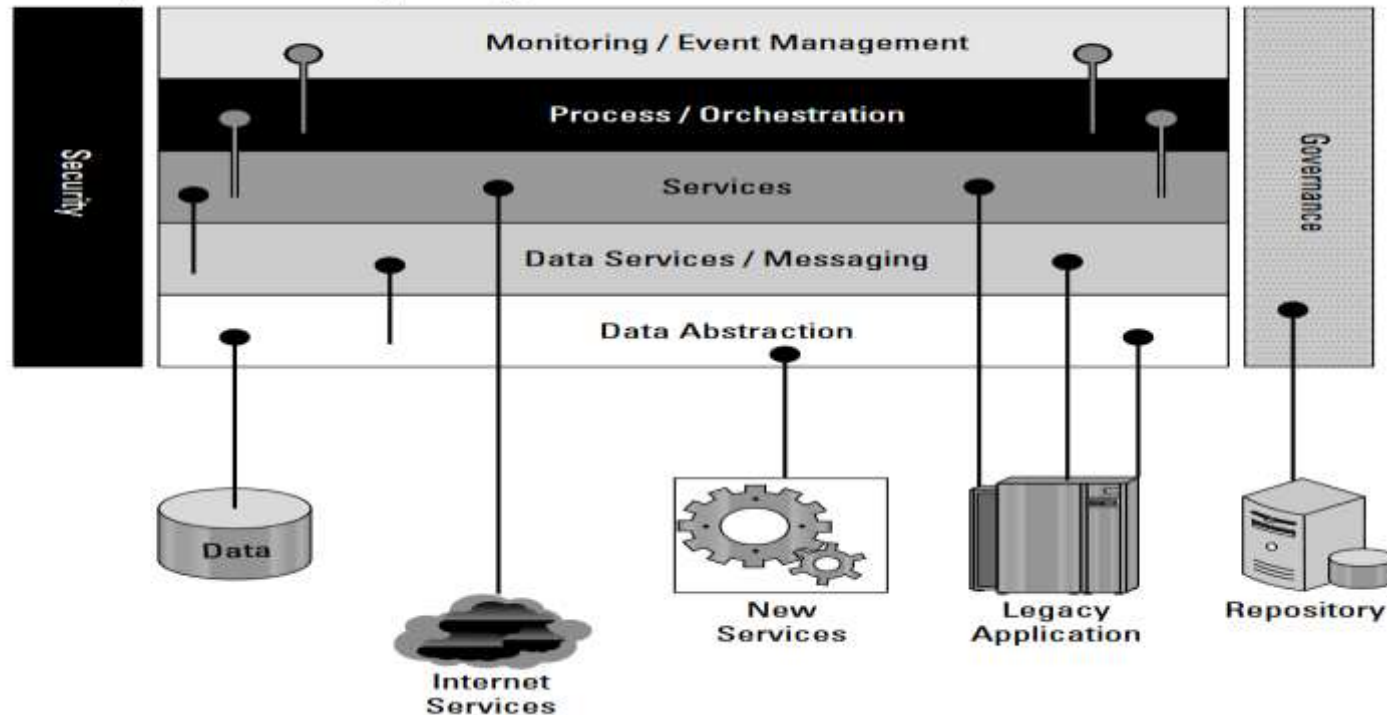 Monitoring / Event Management
Process / Orchestration
Services
Data Services / Messaging
Data Abstraction
Security
Governance
Data
Internet
Services
New
Services
Legacy
Application
Repository